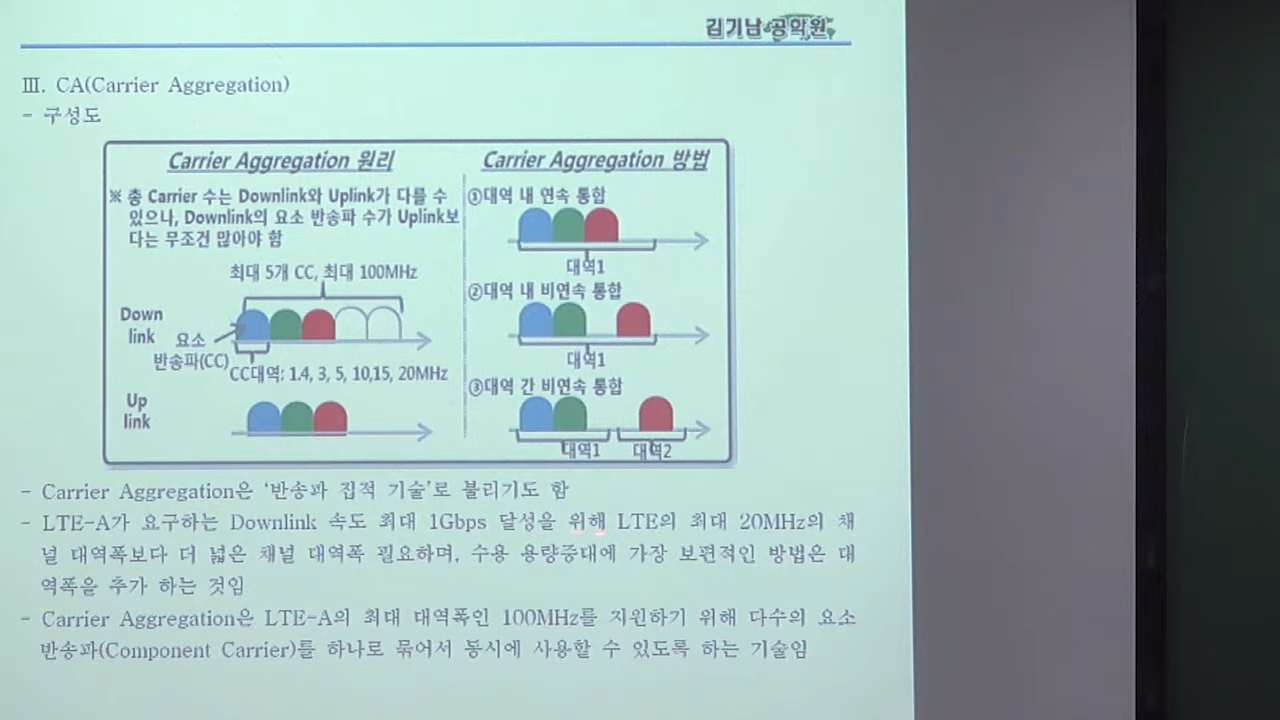 김기남 공학원
Ⅲ. CA(Carrier Aggregation)
- 구성도
Carrier Aggregation 원리
※ 총 Carrier 수는 Downlink와 Uplink가 다를 수
있으나, Downlink의 요소 반송파 수가 Uplink보
다는 무조건 많아야 함
최대 5개 CC, 최대 100MHz
Down
link
요소
반송파(CC)
CC대역: 1.4, 3, 5, 10,15, 20MHz
Up
link
Carrier Aggregation 방법
①대역 내 연속 통합
대역1
②대역 내 비연속 통합
대역1
③대역 간 비연속 통합
대역1 대역2
- Carrier Aggregation은 '반송파 집적 기술'로 불리기도 함
- LTE-A가 요구하는 Downlink 속도 최대 1Gbps 달성을 위해 LTE의 최대 20MHz의 채
널 대역폭보다 더 넓은 채널 대역폭 필요하며, 수용 용량증대에 가장 보편적인 방법은 대
역폭을 추가 하는 것임
- Carrier Aggregation은 LTE-A의 최대 대역폭인 100MHz를 지원하기 위해 다수의 요소
반송파(Component Carrier)를 하나로 묶어서 동시에 사용할 수 있도록 하는 기술임